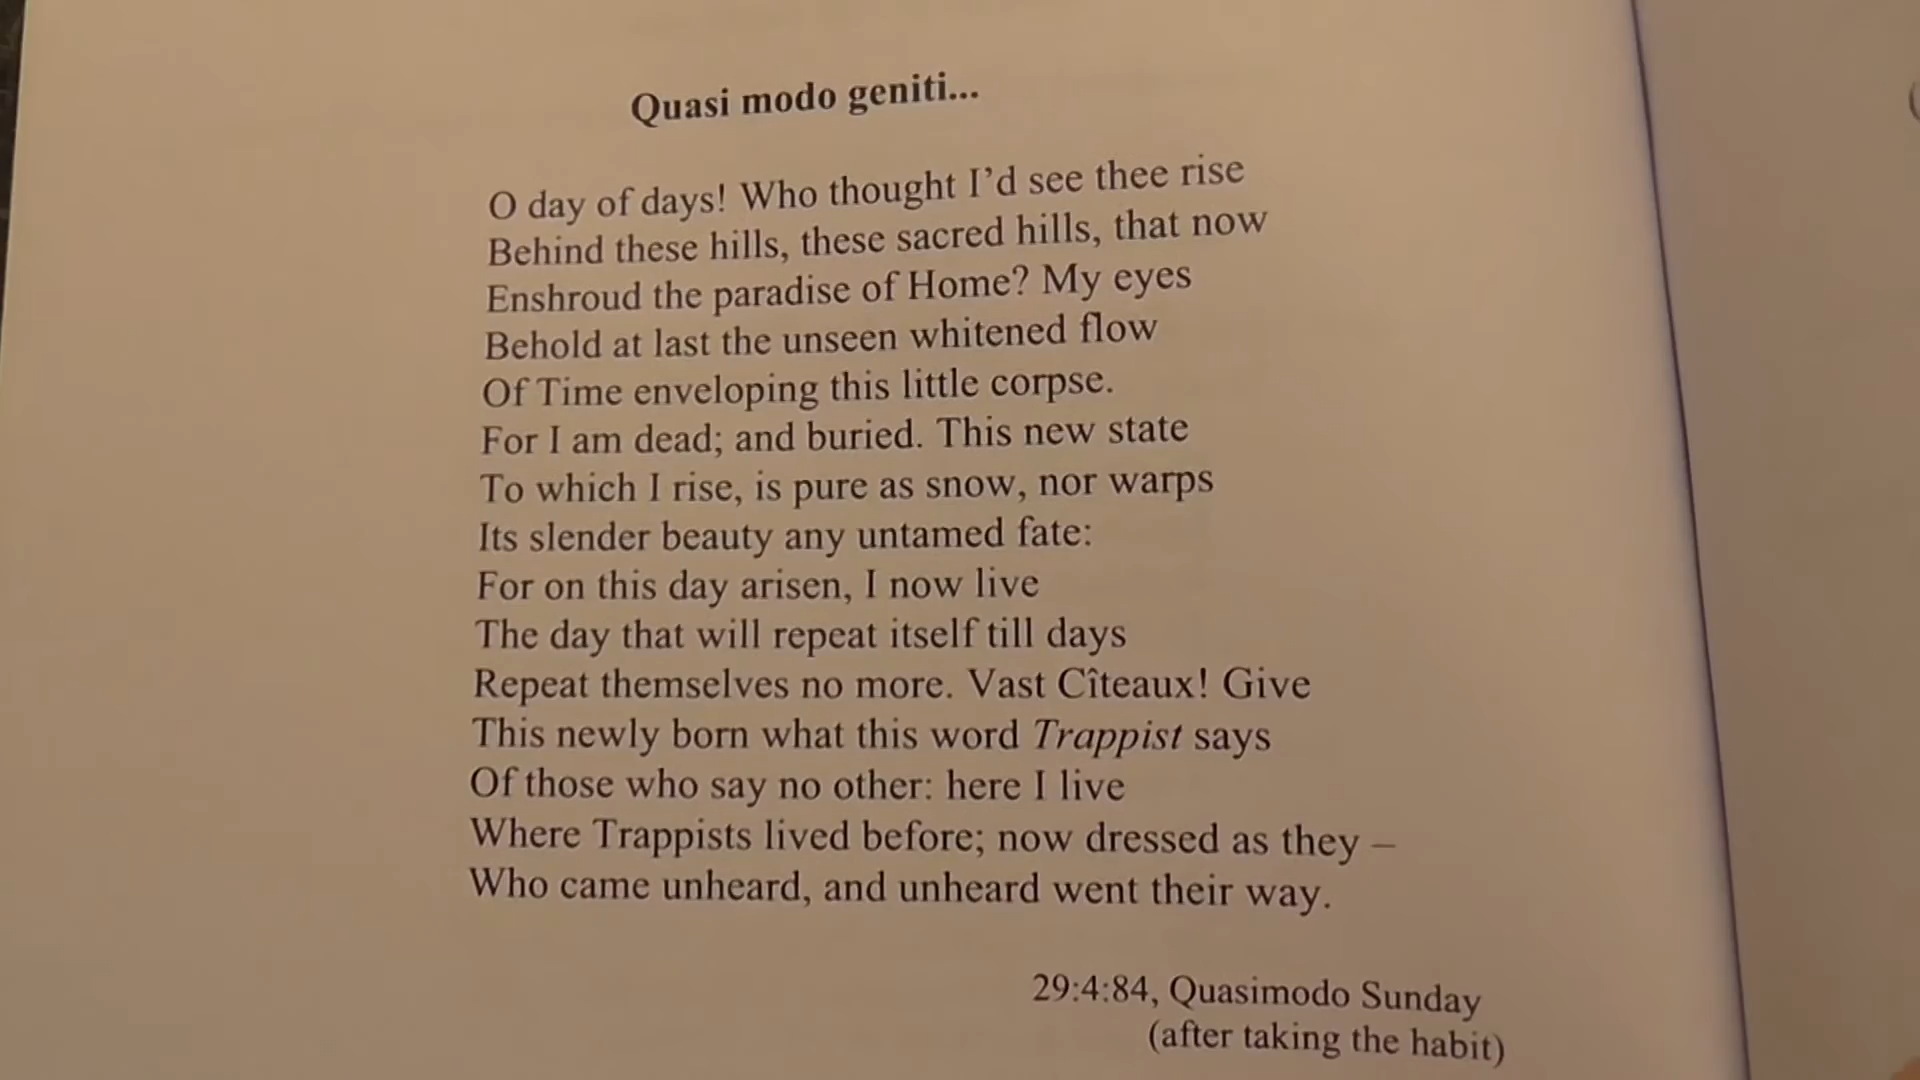 Quasi modo geniti...
O day of days! Who thought I’d see thee rise
Behind these hills, these sacred hills, that now
Enshroud the paradise of Home? My eyes
Behold at last the unseen whitened flow
Of Time enveloping this little corpse.
For I am dead; and buried. This new state
To which I rise, is pure as snow, nor warps
Its slender beauty any untamed fate:
For on this day arisen, I now live
The day that will repeat itself till days
Repeat themselves no more. Vast Cîteaux! Give
This newly born what this word Trappist says
Of those who say no other: here I live
Where Trappists lived before; now dressed as they –
Who came unheard, and unheard went their way.
29:4:84, Quasimodo Sunday
(after taking the habit)